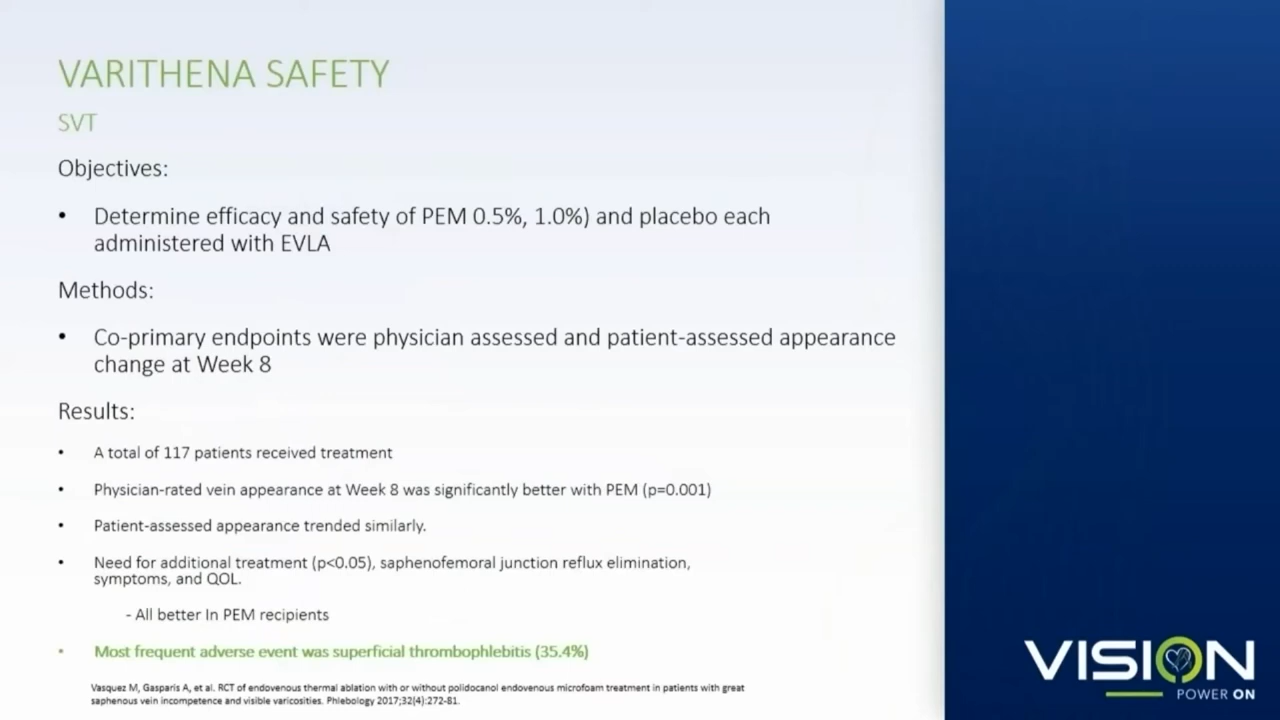 VARITHENA SAFETY
SVT
Objectives:
• Determine efficacy and safety of PEM 0.5%, 1.0%) and placebo each
administered with EVLA
Methods:
• Co-primary endpoints were physician assessed and patient-assessed appearance
change at Week 8
Results:
• A total of 117 patients received treatment
• Physician-rated vein appearance at Week 8 was significantly better with PEM (p=0.001)
• Patient-assessed appearance trended similarly.
• Need for additional treatment (p<0.05), saphenofemoral junction reflux elimination,
symptoms, and QOL.
- All better In PEM recipients
• Most frequent adverse event was superficial thrombophlebitis (35.4%)
Vasquez M, Gasparis A, et al. RCT of endovenous thermal ablation with or without polidocanol endovenous microfoam treatment in patients with great
saphenous vein incompetence and visible varicosities. Phlebology 2017;32(4):272-81.
VISION
POWER ON